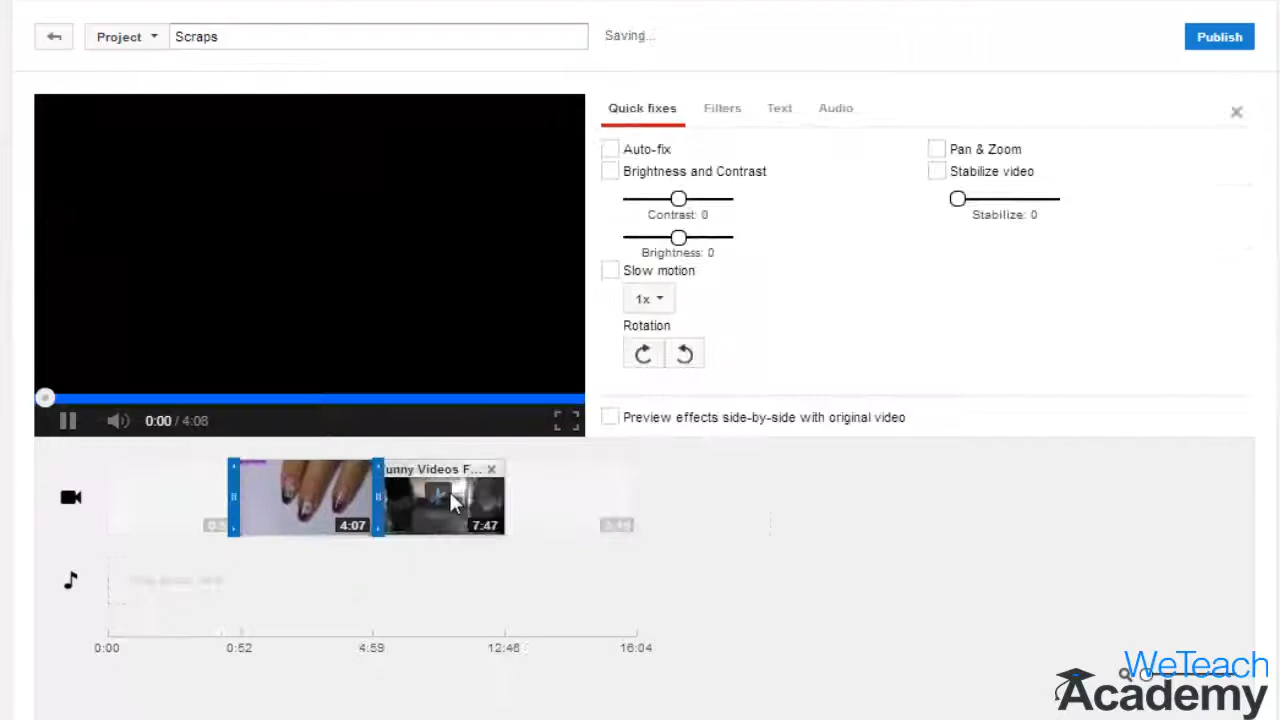 Project
Scraps
Saving...
Publish
Quick fixes
Filters
Text
Audio
Auto-fix
Pan & Zoom
Brightness and Contrast
Stabilize video
Contrast: 0
Stabilize: 0
Brightness: 0
Slow motion
1x
Rotation
0:00 / 4:06
Preview effects side-by-side with original video
unny Videos F...
4:07
7:47
0:00
0:52
4:59
12:46
16:04
WeTeach
Academy